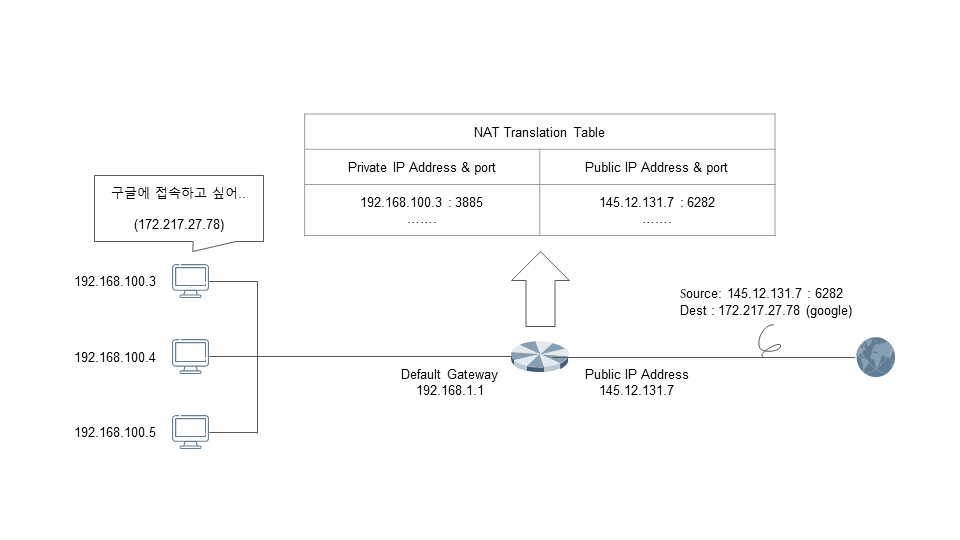 NAT Translation Table
Private IP Address & port
Public IP Address & port
192.168.100.3 : 3885
145.12.131.7 : 6282
.......
.......
구글에 접속하고 싶어..
(172.217.27.78)
192.168.100.3
192.168.100.4
192.168.100.5
Default Gateway
192.168.1.1
Public IP Address
145.12.131.7
Source: 145.12.131.7 : 6282
Dest : 172.217.27.78 (google)